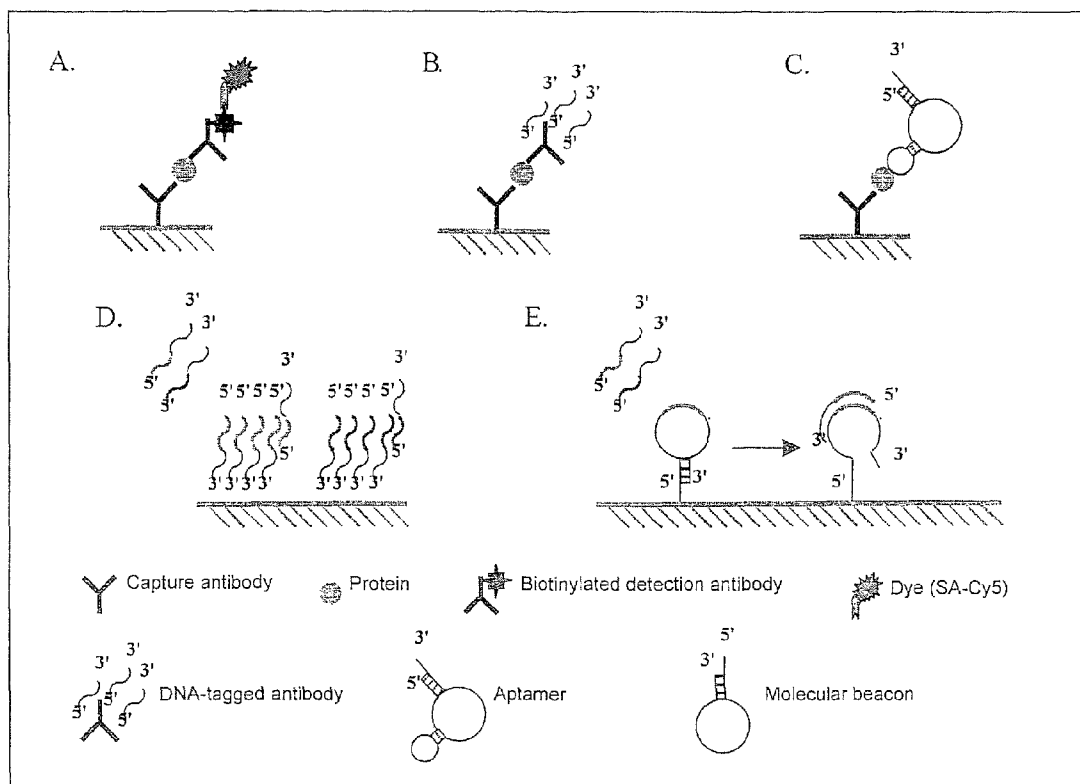 A.
B.
C.
3'
3'
3'
5'
5'
5'
3'
5'
D.
E.
3'
3'
5'
5'
3'
3'
5' 5' 5' 5'
5' 5' 5' 5'
5'
5'
3' 3' 3' 3'
3' 3' 3' 3'
3'
3'
5'
5'
5' 3'
5'
3'
3'
5'
Capture antibody
Protein
Biotinylated detection antibody
Dye (SA-Cy5)
3'
3'
3'
5'
5'
5'
DNA-tagged antibody
3'
5'
Aptamer
5'
3'
Molecular beacon